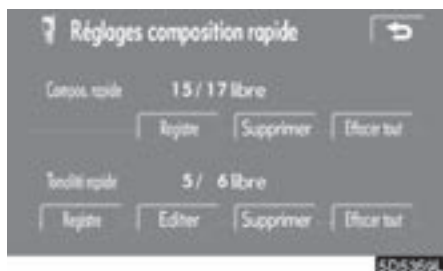 Réglages composition rapide
Compos. rapide 15/17 libre
Registre Supprimer Effacer tout
Tonalité rapide 5/ 6 libre
Registre Editer Supprimer Effacer tout